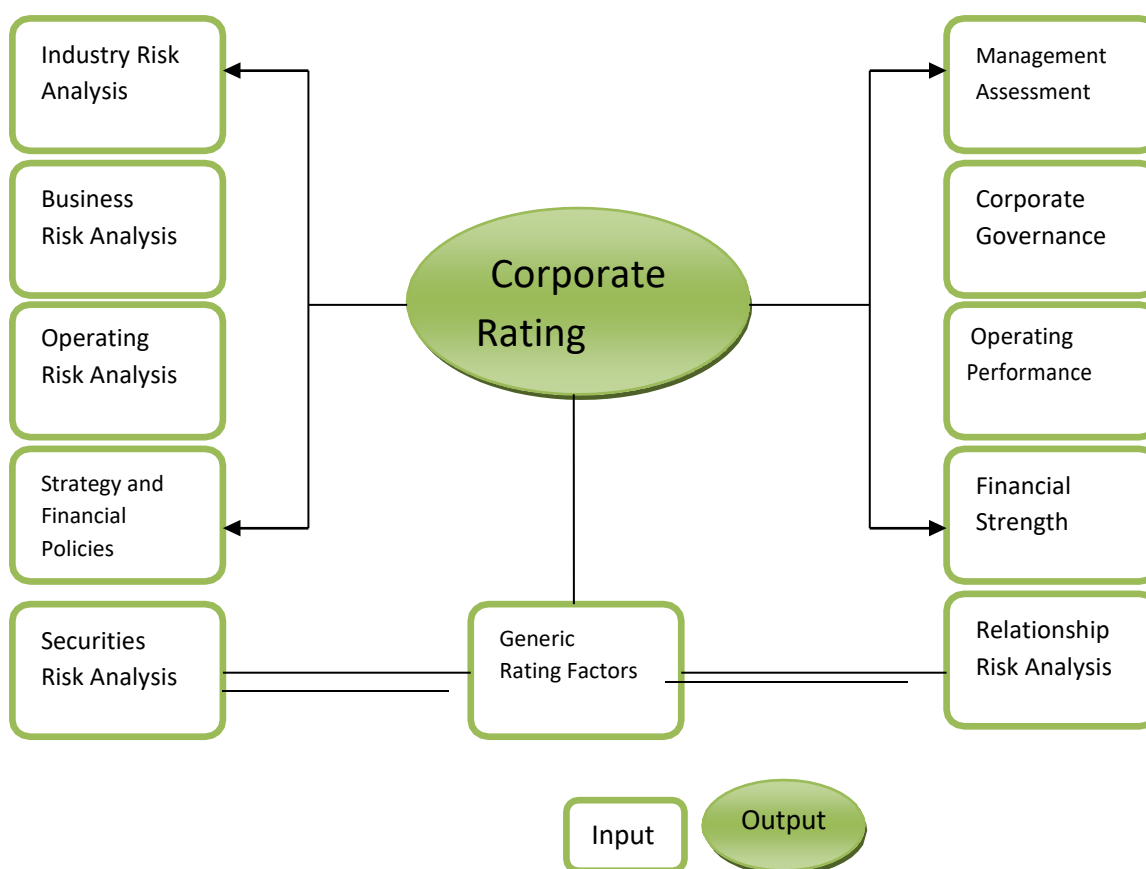 Industry Risk
Analysis
Business
Risk Analysis
Operating
Risk Analysis
Strategy and
Financial
Policies
Securities
Risk Analysis
Corporate
Rating
Generic
Rating Factors
Management
Assessment
Corporate
Governance
Operating
Performance
Financial
Strength
Relationship
Risk Analysis
Input
Output